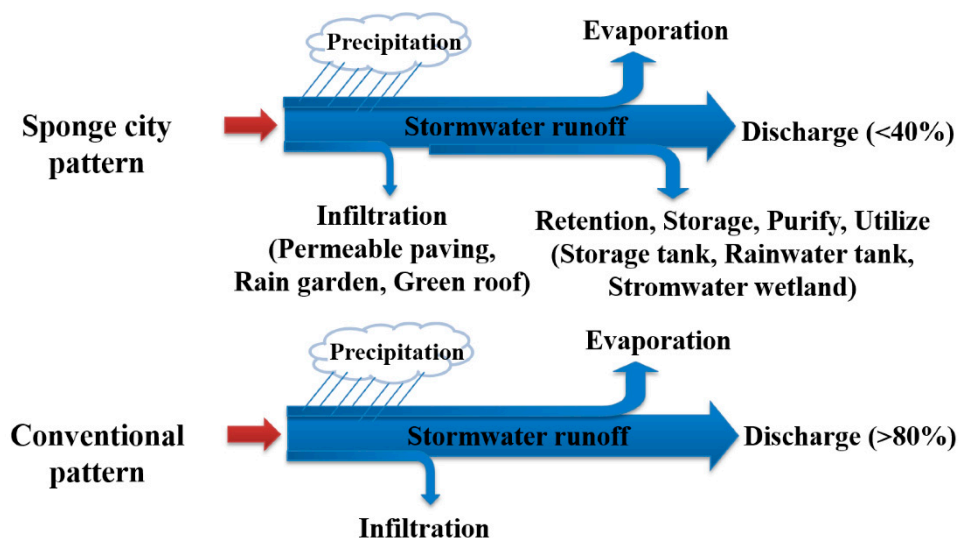 Precipitation
Evaporation
Sponge city
pattern
Stormwater runoff
Discharge (<40%)
Infiltration
(Permeable paving,
Rain garden, Green roof)
Retention, Storage, Purify, Utilize
(Storage tank, Rainwater tank,
Stromwater wetland)
Precipitation
Evaporation
Conventional
pattern
Stormwater runoff
Discharge (>80%)
Infiltration